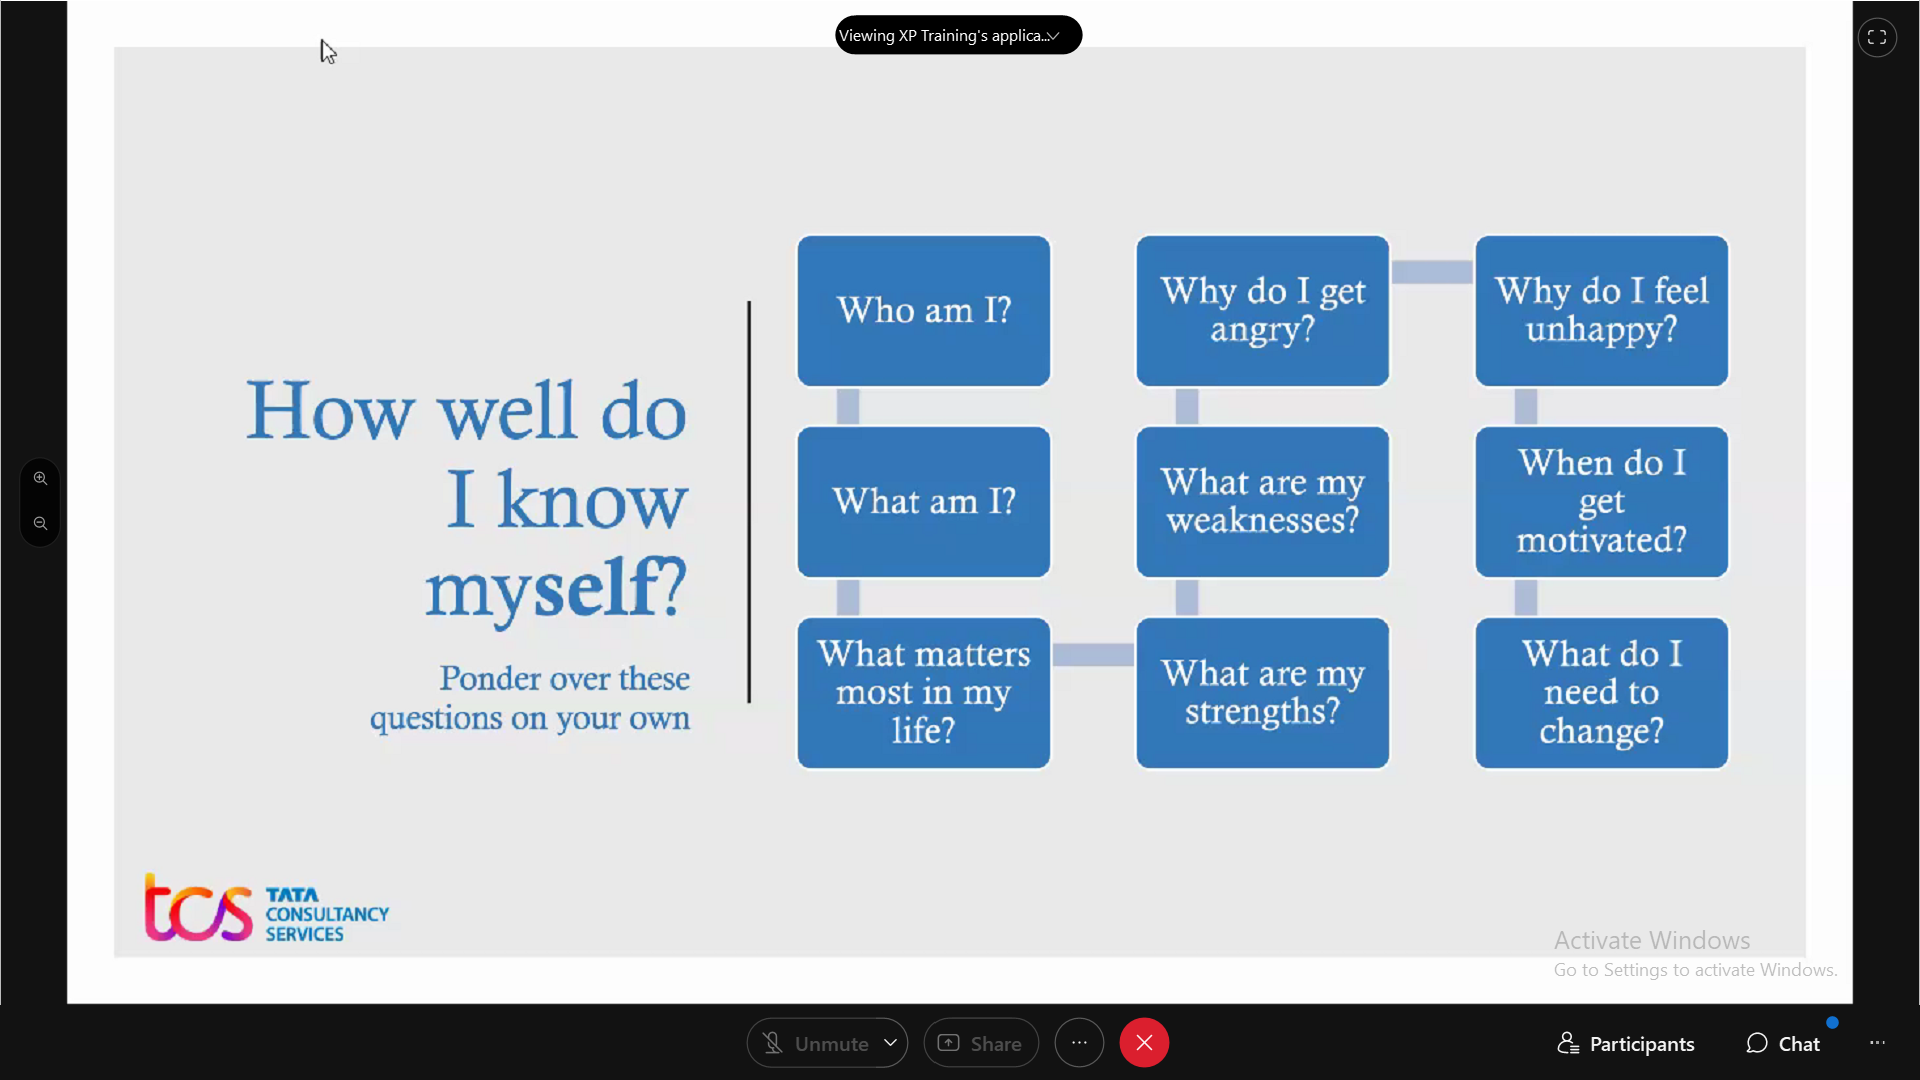 Viewing XP Training's applica...
How well do
I know
myself?
Ponder over these
questions on your own
Who am I?
What am I?
What matters
most in my
life?
What are my
strengths?
What are my
weaknesses?
Why do I get
angry?
Why do I feel
unhappy?
When do I
get
motivated?
What do I
need to
change?
tcs
TATA
CONSULTANCY
SERVICES
Activate Windows
Go to Settings to activate Windows.
Unmute
Share
Participants
Chat